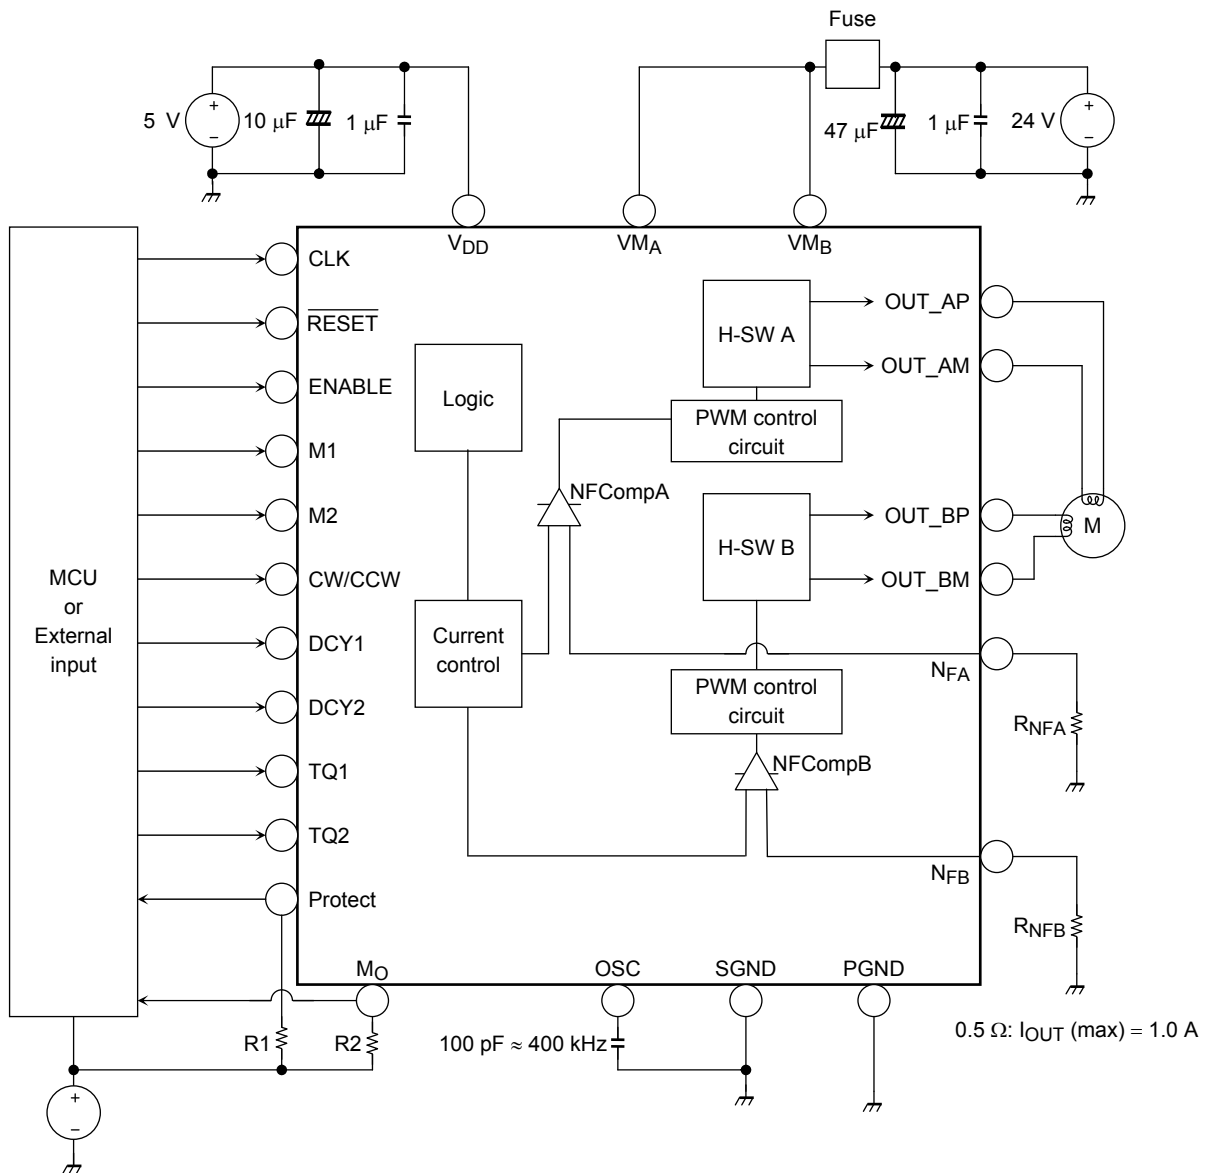 Fuse
5 V
10 μF
1 μF
47 μF
1 μF
24 V
+
−
+
−
VDD
VMA
VMB
CLK
RESET
ENABLE
M1
M2
CW/CCW
DCY1
DCY2
TQ1
TQ2
Protect
MCU
or
External
input
Logic
Current
control
NFCompA
H-SW A
PWM control
circuit
H-SW B
PWM control
circuit
NFCompB
OUT_AP
OUT_AM
OUT_BP
OUT_BM
M
NFA
RNFA
NFB
RNFB
MO
OSC
SGND
PGND
R1
R2
100 pF ≈ 400 kHz
0.5 Ω: IOUT (max) = 1.0 A
+
−